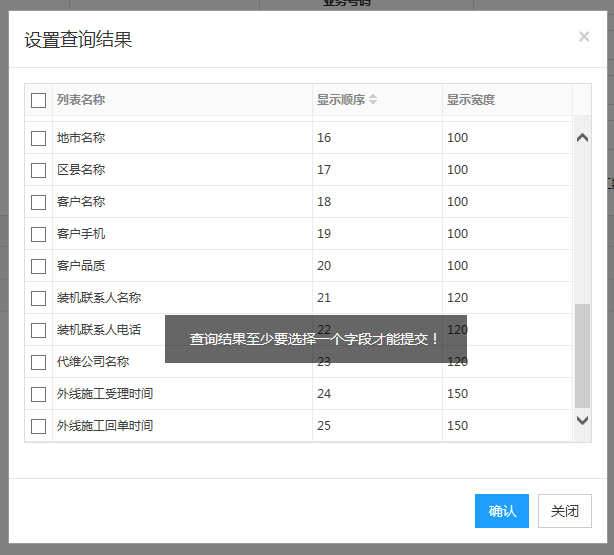 业务号码
设置查询结果
×
列表名称 显示顺序 显示宽度
地市名称 16 100
区县名称 17 100
客户名称 18 100
客户手机 19 100
客户品质 20 100
装机联系人名称 21 120
装机联系人电话 22 120
查询结果至少要选择一个字段才能提交！
代维公司名称 23 120
外线施工受理时间 24 150
外线施工回单时间 25 150
确认 关闭